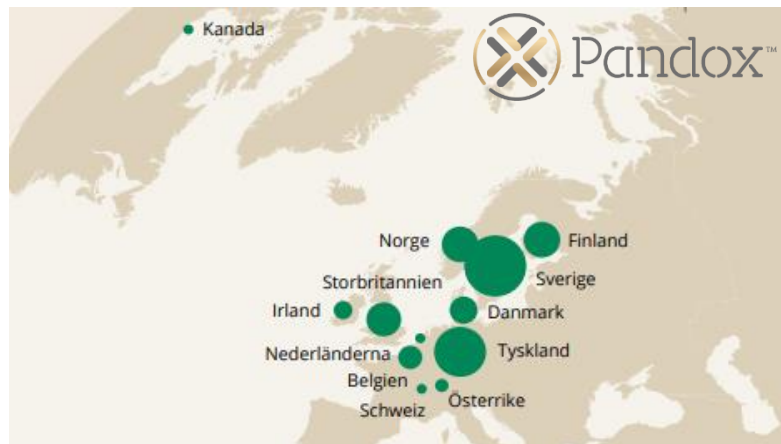 Kanada
Pandox™
Norge
Finland
Storbritannien
Sverige
Irland
Danmark
Nederländerna
Tyskland
Belgien
Österrike
Schweiz